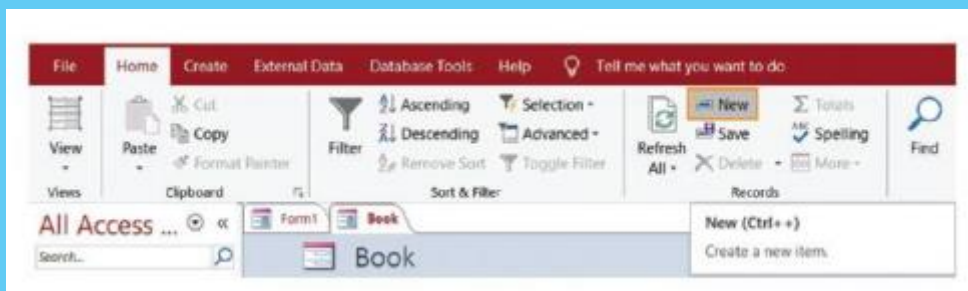 File Home Create External Data Database Tools Help Tell me what you want to do
Cut Ascending Selection New Totals
Copy Descending Advanced Save Spelling
View Paste Format Painter Filter Remove Sort Toggle Filter Refresh All Delete More Find
Views Clipboard Sort & Filter Records
All Access ... « Form1 Book
Search...
Book
New (Ctrl++)
Create a new item.